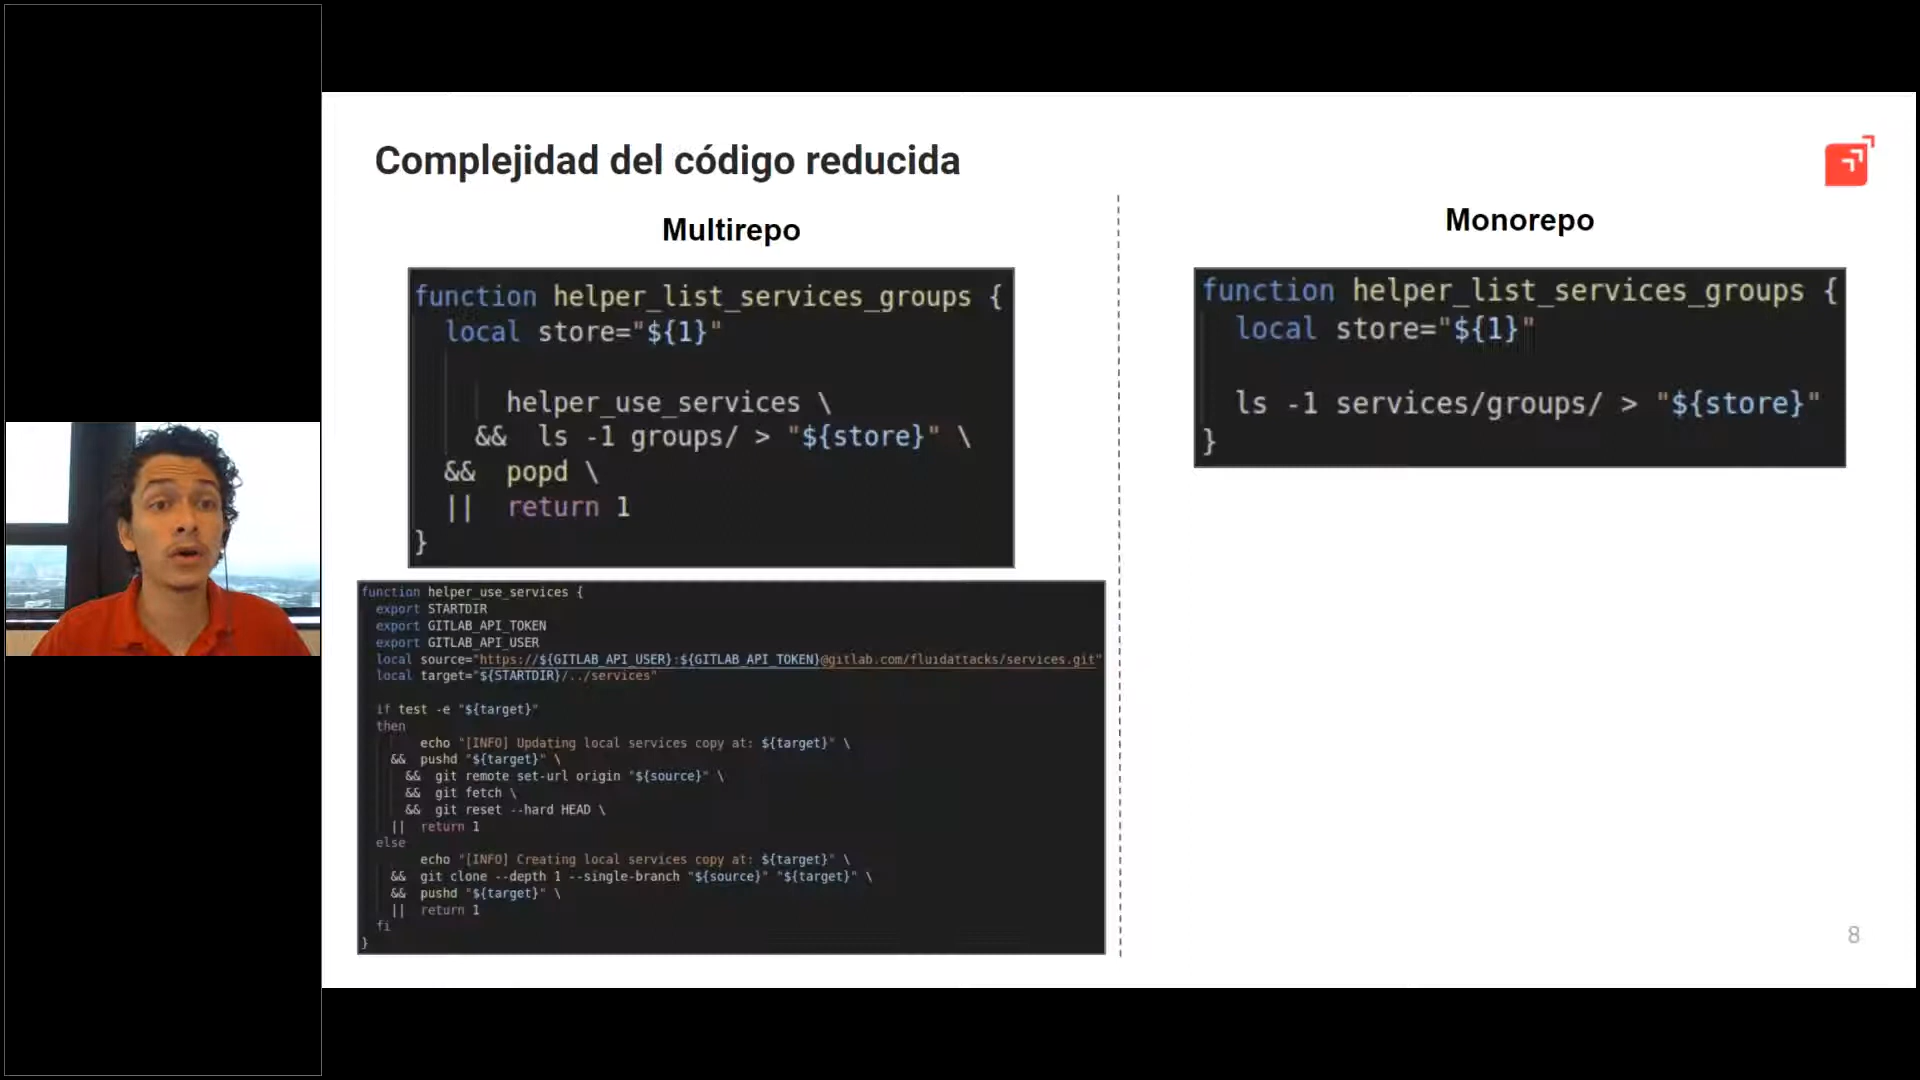 Complejidad del código reducida
Multirepo
function helper_list_services_groups {
local store="${1}"
helper_use_services \
&& ls -1 groups/ > "${store}" \
&& popd \
|| return 1
}
function helper_use_services {
export STARTDIR
export GITLAB_API_TOKEN
export GITLAB_API_USER
local source="https://${GITLAB_API_USER}:${GITLAB_API_TOKEN}@gitlab.com/fluidattacks/services.git"
local target="${STARTDIR}/../services"
if test -e "${target}"
then
echo "[INFO] Updating local services copy at: ${target}" \
&& pushd "${target}" \
&& git remote set-url origin "${source}" \
&& git fetch \
&& git reset --hard HEAD \
|| return 1
else
echo "[INFO] Creating local services copy at: ${target}" \
&& git clone --depth 1 --single-branch "${source}" "${target}" \
&& pushd "${target}" \
|| return 1
fi
}
Monorepo
function helper_list_services_groups {
local store="${1}"
ls -1 services/groups/ > "${store}"
}
8